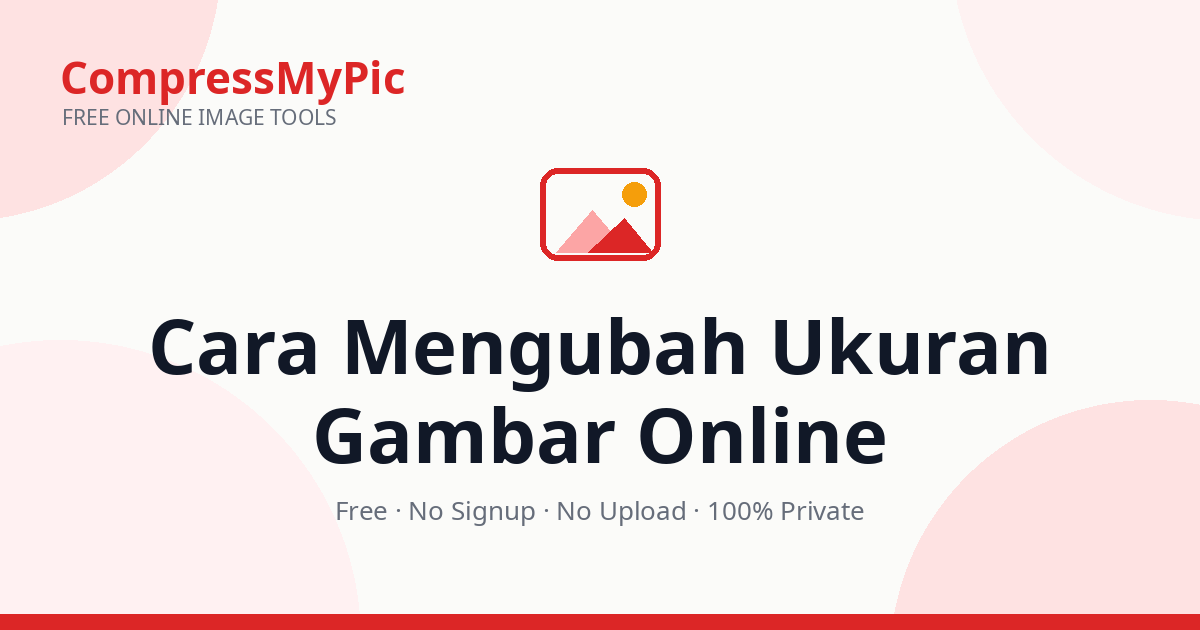 CompressMyPic
FREE ONLINE IMAGE TOOLS
Cara Mengubah Ukuran
Gambar Online
Free · No Signup · No Upload · 100% Private